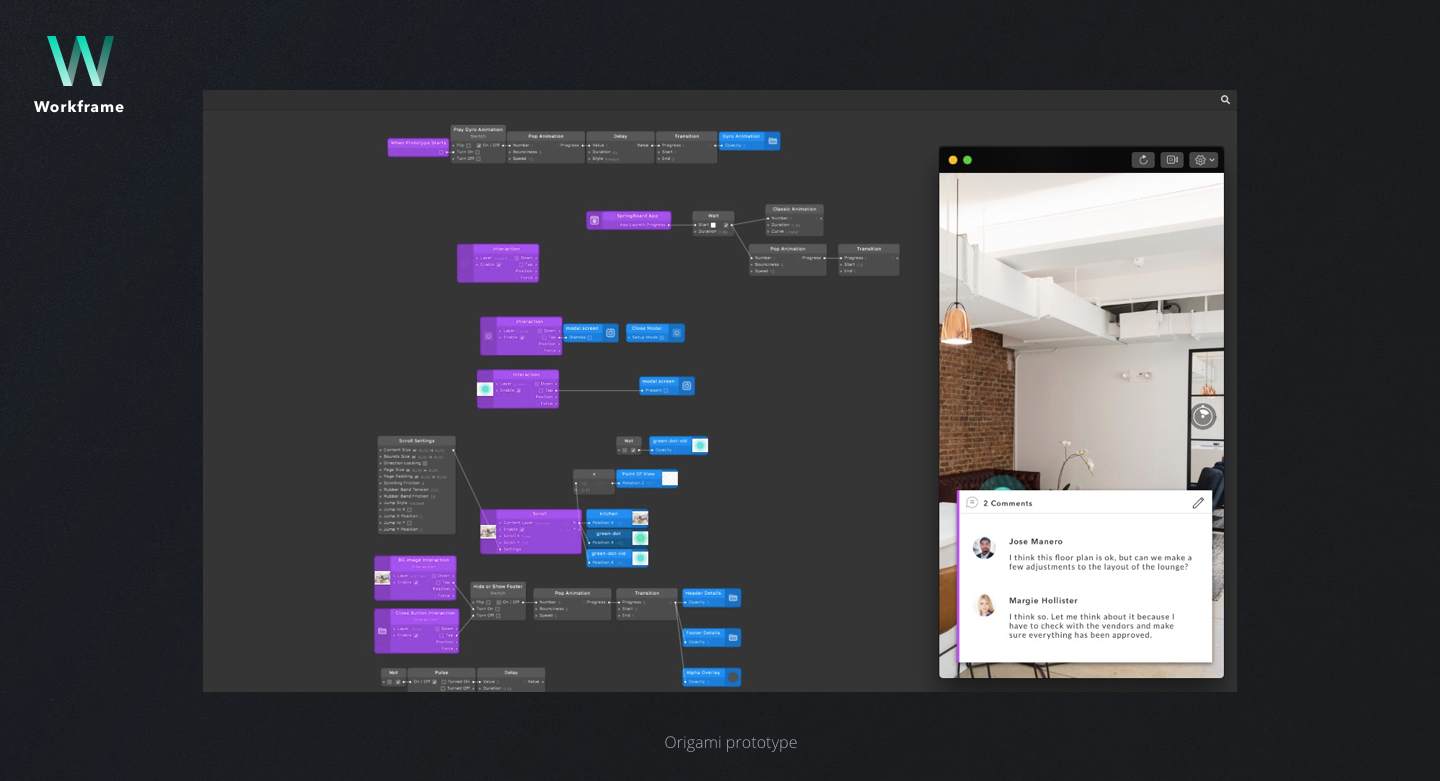 Workframe
Play Gyro Animation
Switch
When Prototype Starts
Flip
On / Off
Turn On
Turn Off
Pop Animation
Number
Progress
Bounciness
Speed
Delay
Value
Value
Duration
Style
Transition
Progress
Start
End
Gyro Animation
Opacity
SpringBoard App
App Launch Progress
Wait
Start
Duration
Classic Animation
Number
Duration
Curve
Pop Animation
Number
Progress
Bounciness
Speed
Transition
Progress
Start
End
Interaction
Layer
Down
Enable
Tap
Position
Force
Interaction
Layer
Down
Enable
Tap
Position
Force
modal screen
Dismiss
Close Modal
Setup Mode
Interaction
Layer
Down
Enable
Tap
Position
Force
modal screen
Present
Scroll Settings
Content Size
Bounds Size
Direction Locking
Page Size
Page Padding
Scrolling Friction
Rubber Band Tension
Rubber Band Friction
Jump Style
Jump to X
Jump X Position
Jump to Y
Jump Y Position
Not
green-dot-vid
Opacity
Point Of View
Rotation Z
Scroll
Content Layer
Enable
Scroll X
Scroll Y
Settings
kitchen
Position X
green-dot
Position X
green-dot-vid
Position X
BG Image Interaction
Interaction
Layer
Down
Enable
Tap
Position
Force
Close Button Interaction
Interaction
Layer
Down
Enable
Tap
Position
Force
Hide or Show Footer
Switch
Flip
On / Off
Turn On
Turn Off
Pop Animation
Number
Progress
Bounciness
Speed
Transition
Progress
Start
End
Header Details
Opacity
Footer Details
Opacity
Alpha Overlay
Opacity
Not
Pulse
On / Off
Turned On
Turned Off
Delay
Value
Value
Duration
2 Comments
Jose Manero
I think this floor plan is ok, but can we make a
few adjustments to the layout of the lounge?
Margie Hollister
I think so. Let me think about it because I
have to check with the vendors and make
sure everything has been approved.
Origami prototype